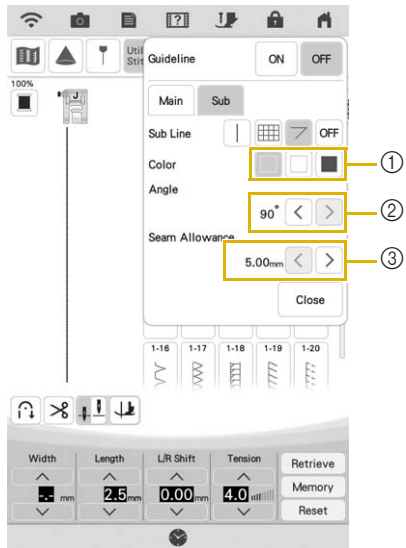 ?
Util
Stit
100%
J
Guideline ON OFF
Main Sub
Sub Line OFF
Color
Angle
90°
Seam Allowance
5.00mm
Close
①
②
③
1-16 1-17 1-18 1-19 1-20
Width Length L/R Shift Tension
-.- mm 2.5 mm 0.00 mm 4.0
Retrieve
Memory
Reset